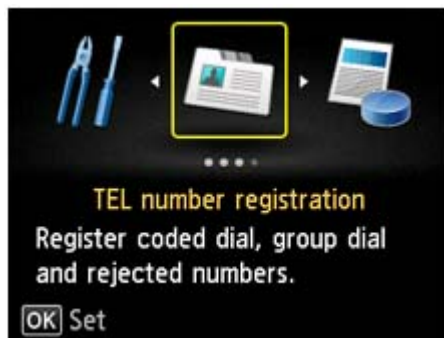 TEL number registration
Register coded dial, group dial
and rejected numbers.
OK Set